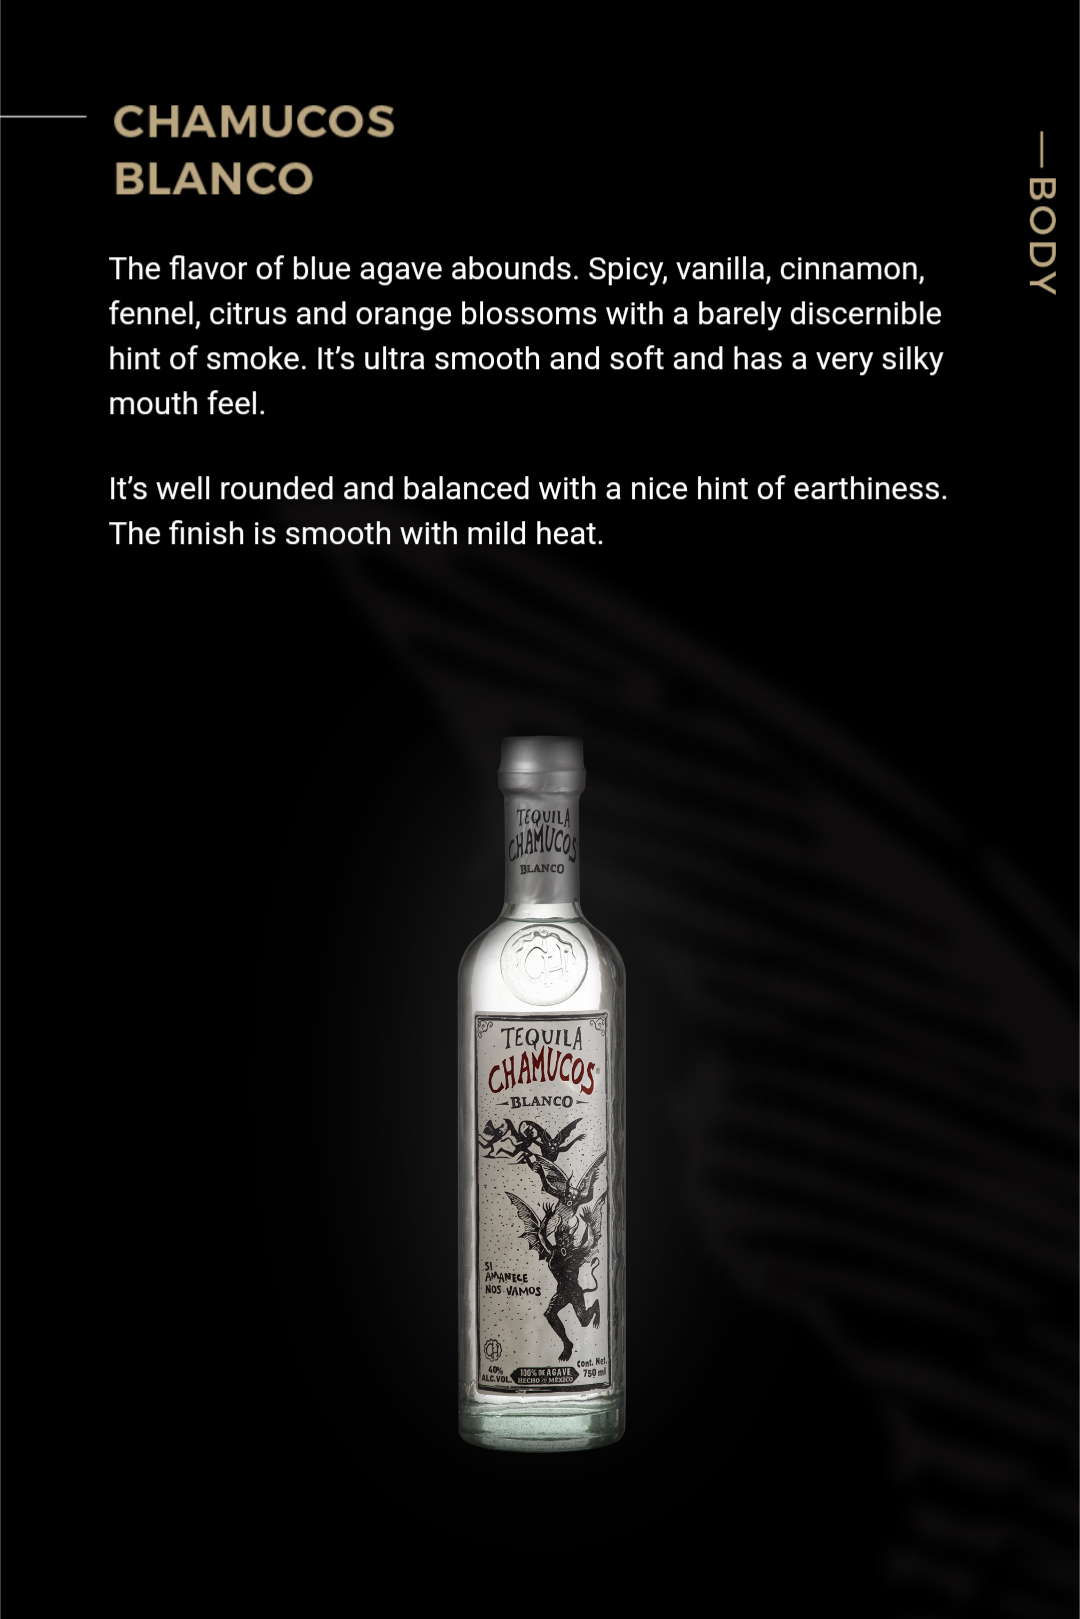 CHAMUCOS
BLANCO
—BODY
The flavor of blue agave abounds. Spicy, vanilla, cinnamon,
fennel, citrus and orange blossoms with a barely discernible
hint of smoke. It’s ultra smooth and soft and has a very silky
mouth feel.
It’s well rounded and balanced with a nice hint of earthiness.
The finish is smooth with mild heat.
TEQUILA
CHAMUCOS
BLANCO
CH
TEQUILA
CHAMUCOS®
BLANCO
SI
AMANECE
NOS VAMOS
CH
40%
ALC.VOL.
100% DE AGAVE
HECHO EN MÉXICO
Cont. Net.
750 ml